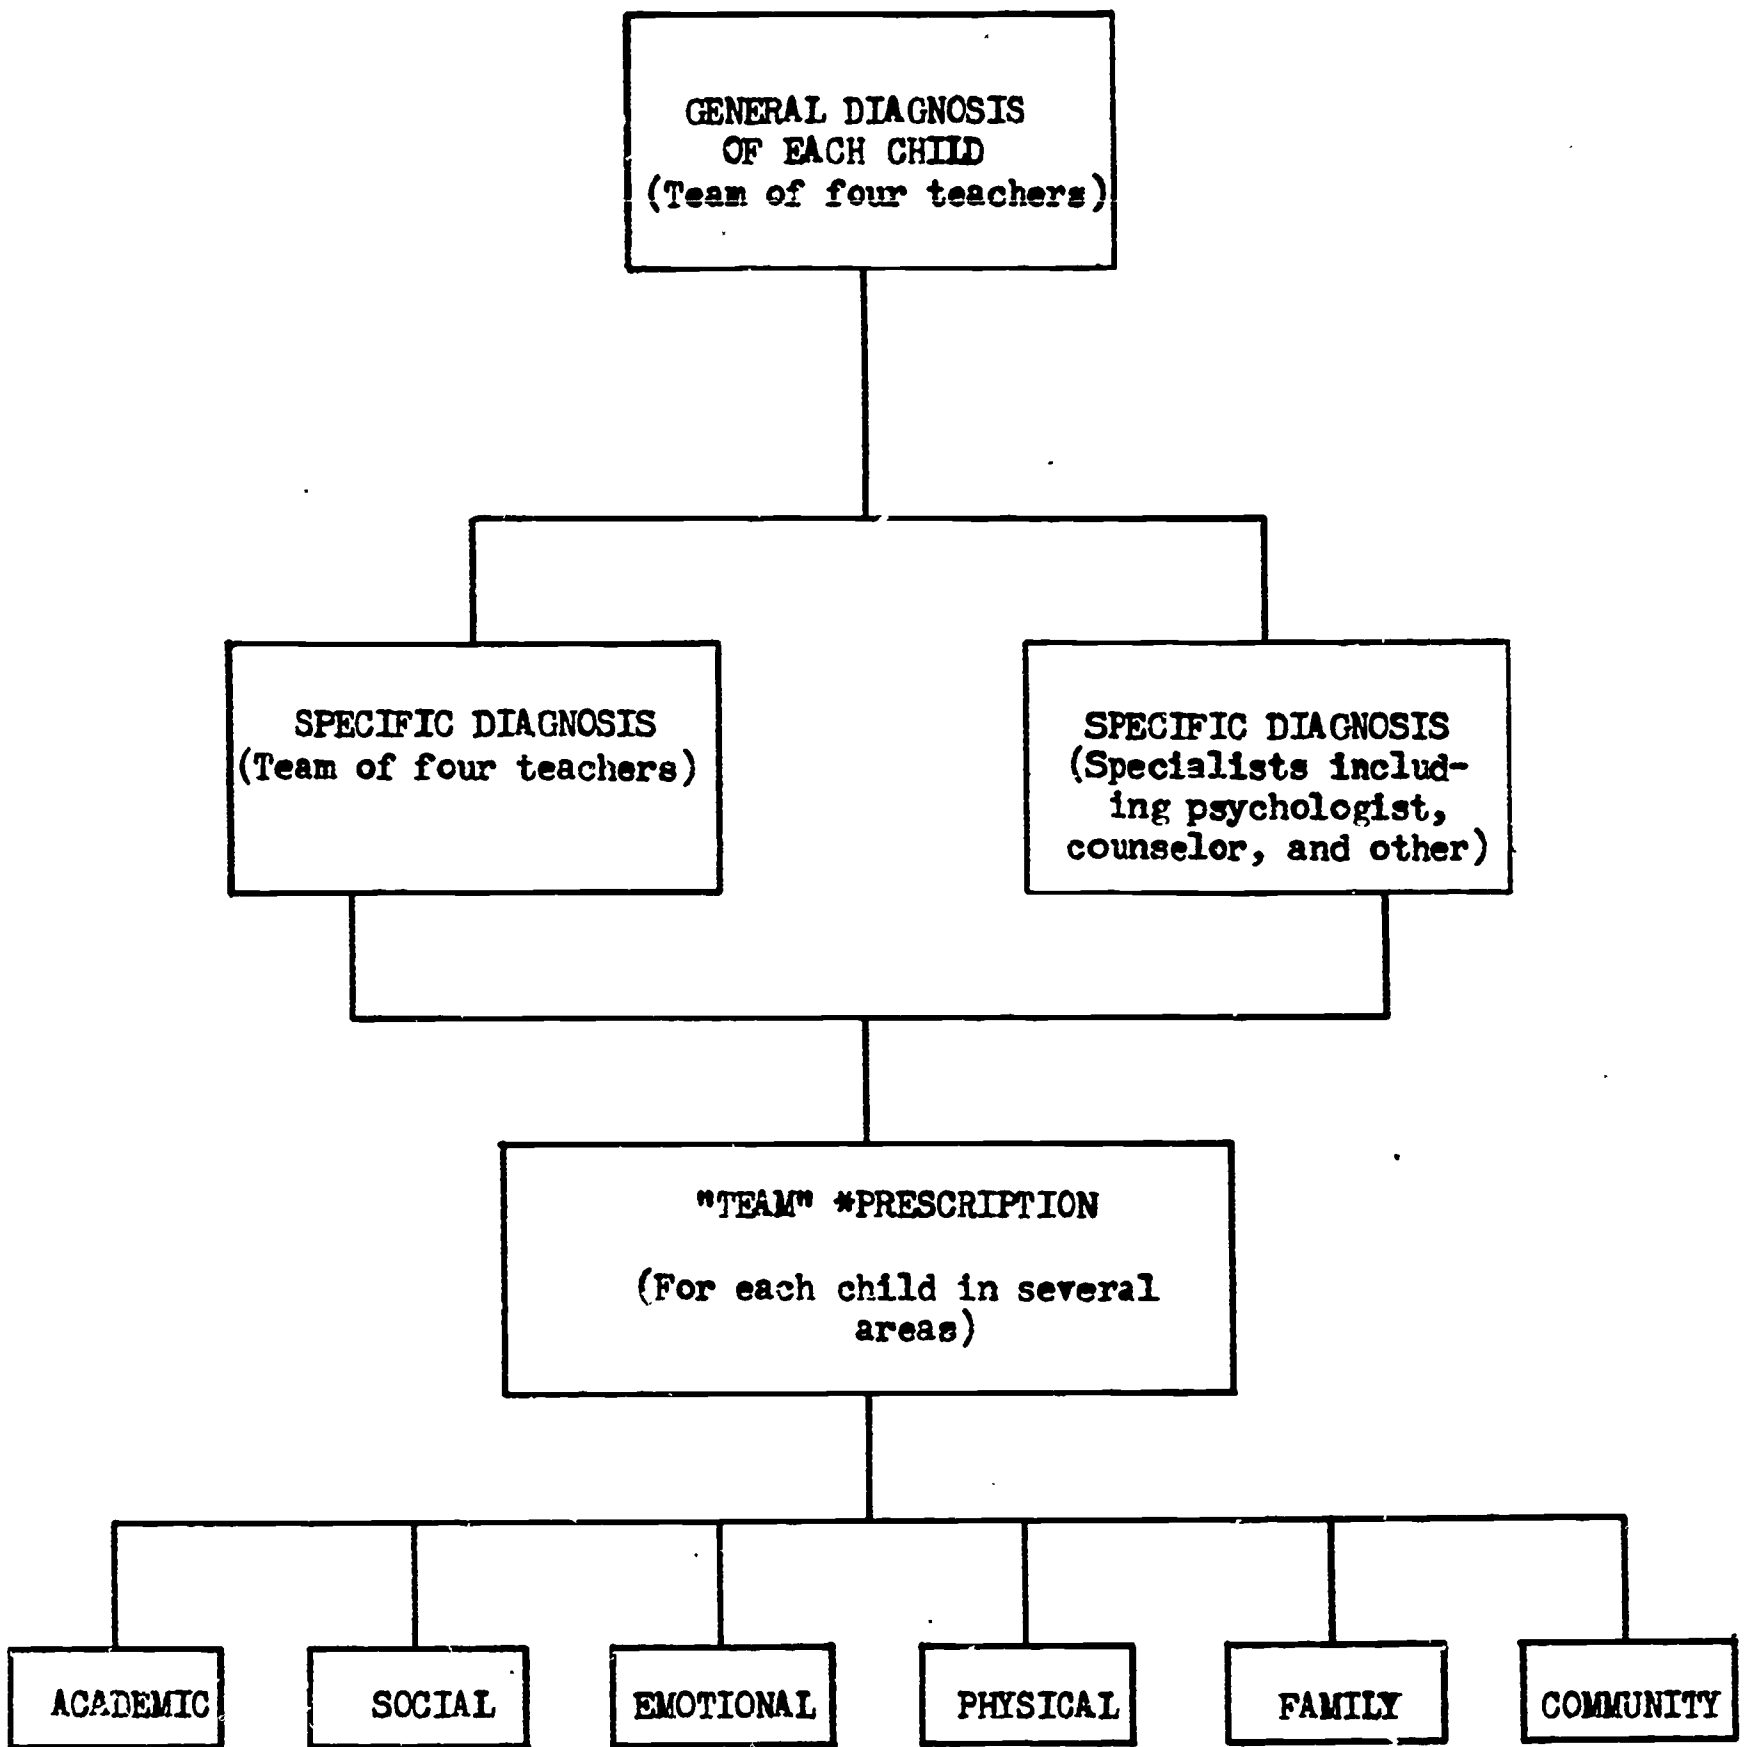 GENERAL DIAGNOSIS
OF EACH CHILD
(Team of four teachers)
SPECIFIC DIAGNOSIS
(Team of four teachers)
SPECIFIC DIAGNOSIS
(Specialists includ-
ing psychologist,
counselor, and other)
"TEAM" *PRESCRIPTION
(For each child in several
areas)
ACADEMIC
SOCIAL
EMOTIONAL
PHYSICAL
FAMILY
COMMUNITY